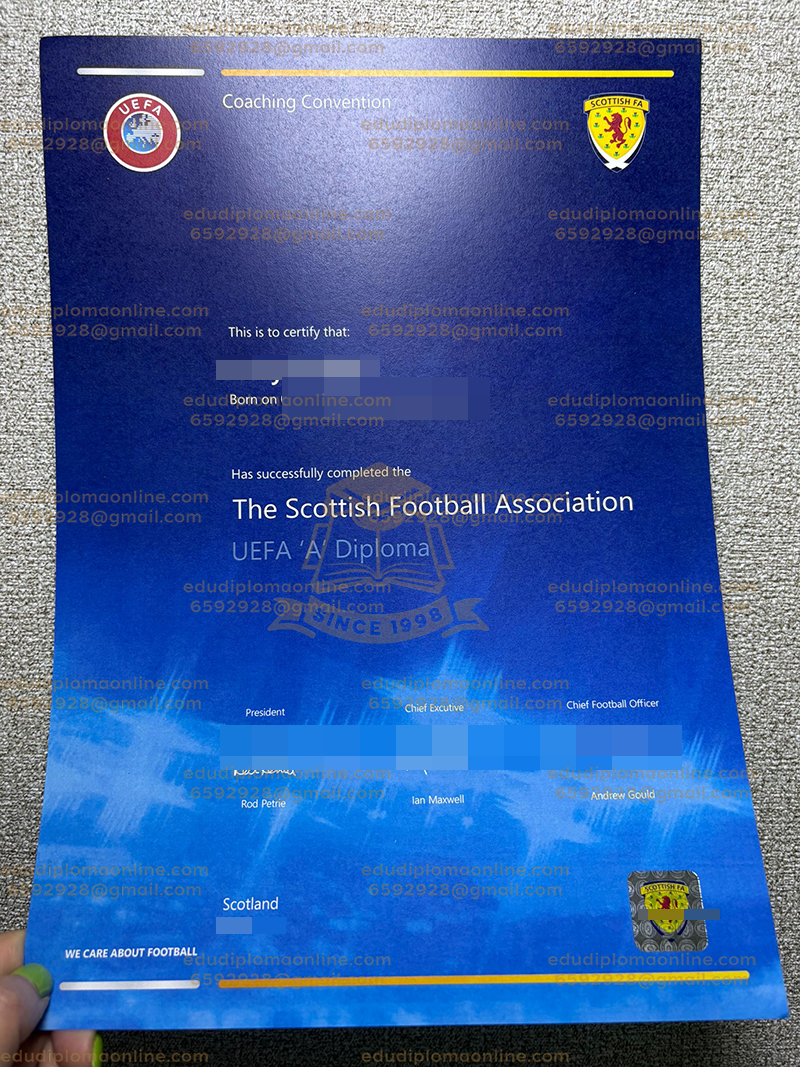 UEFA
Coaching Convention
SCOTTISH FA
This is to certify that:
Born on
Has successfully completed the
The Scottish Football Association
UEFA ‘A’ Diploma
SINCE 1998
President
Chief Excutive
Chief Football Officer
Rod Petrie
Ian Maxwell
Andrew Gould
Scotland
SCOTTISH FA
WE CARE ABOUT FOOTBALL
edudiplomaonline.com
6592928@gmail.com